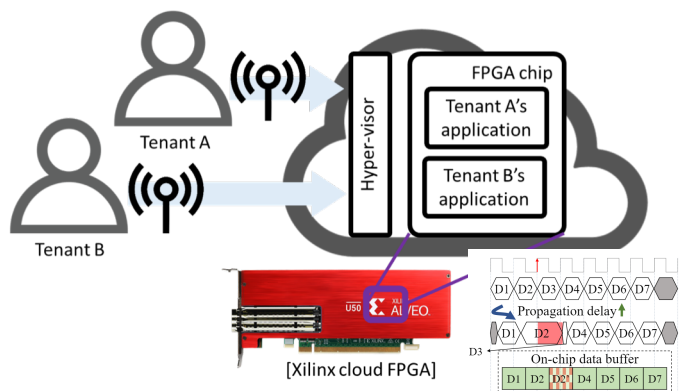 Tenant A
Tenant B
Hyper-visor
FPGA chip
Tenant A's
application
Tenant B's
application
U50
ALVEO.
[Xilinx cloud FPGA]
D1 D2 D3 D4 D5 D6 D7
Propagation delay
D1 D2 D4 D5 D6 D7
D3
On-chip data buffer
D1 D2 D2' D4 D5 D6 D7